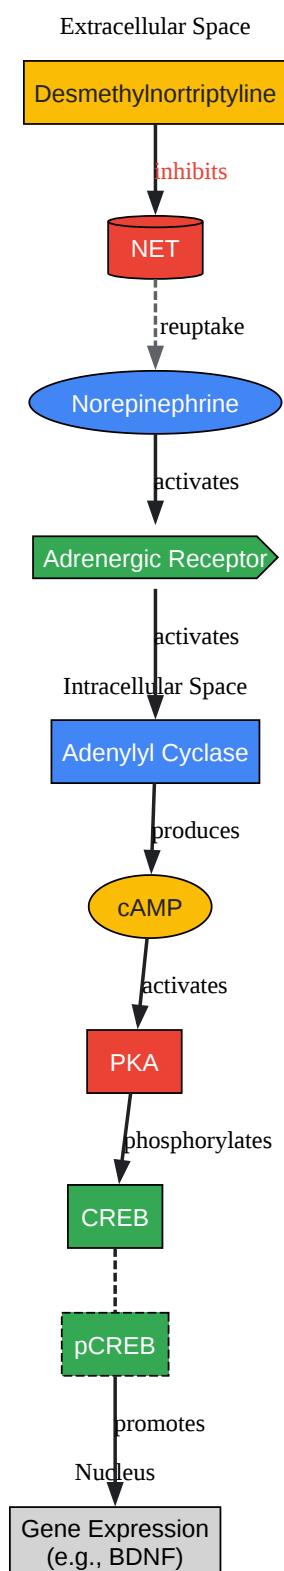 Extracellular Space
Desmethylnortriptyline
inhibits
NET
reuptake
Norepinephrine
activates
Adrenergic Receptor
activates
Intracellular Space
Adenylyl Cyclase
produces
cAMP
activates
PKA
phosphorylates
CREB
pCREB
promotes
Nucleus
Gene Expression
(e.g., BDNF)